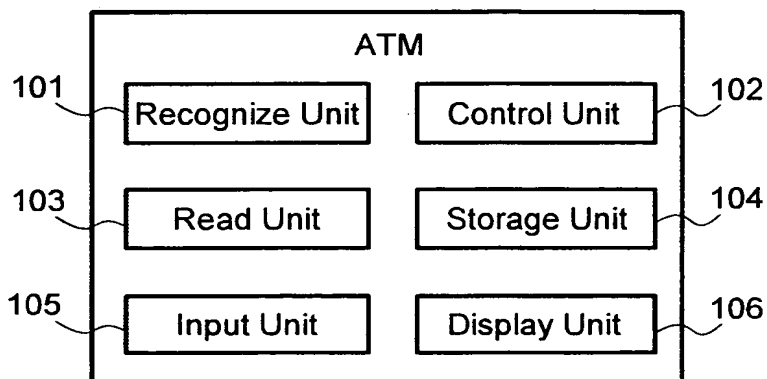 ATM
101 Recognize Unit Control Unit 102
103 Read Unit Storage Unit 104
105 Input Unit Display Unit 106